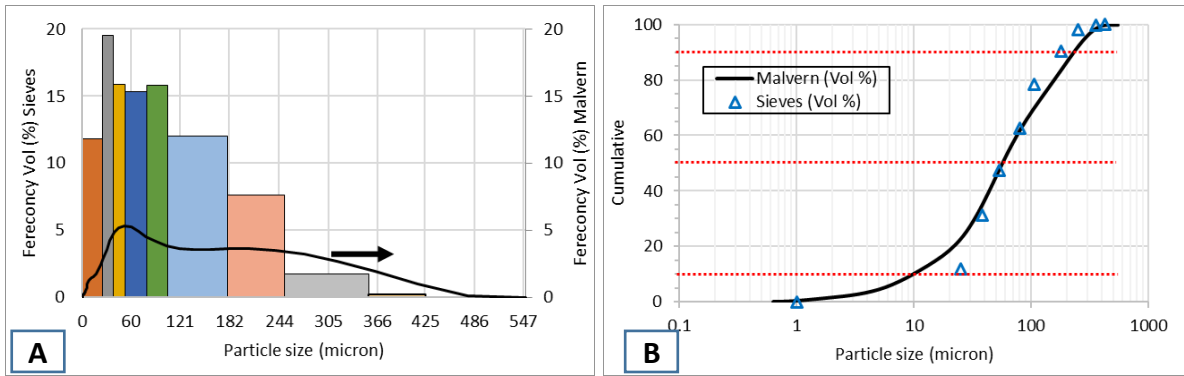 Fereconcy Vol (%) Sieves
20
15
10
5
0
20
15
10
5
0
Fereconcy Vol (%) Malvern
0 60 121 182 244 305 366 425 486 547
Particle size (micron)
A
Cumulative
100
80
60
40
20
0
Malvern (Vol %)
Sieves (Vol %)
0.1 1 10 100 1000
Particle size (micron)
B